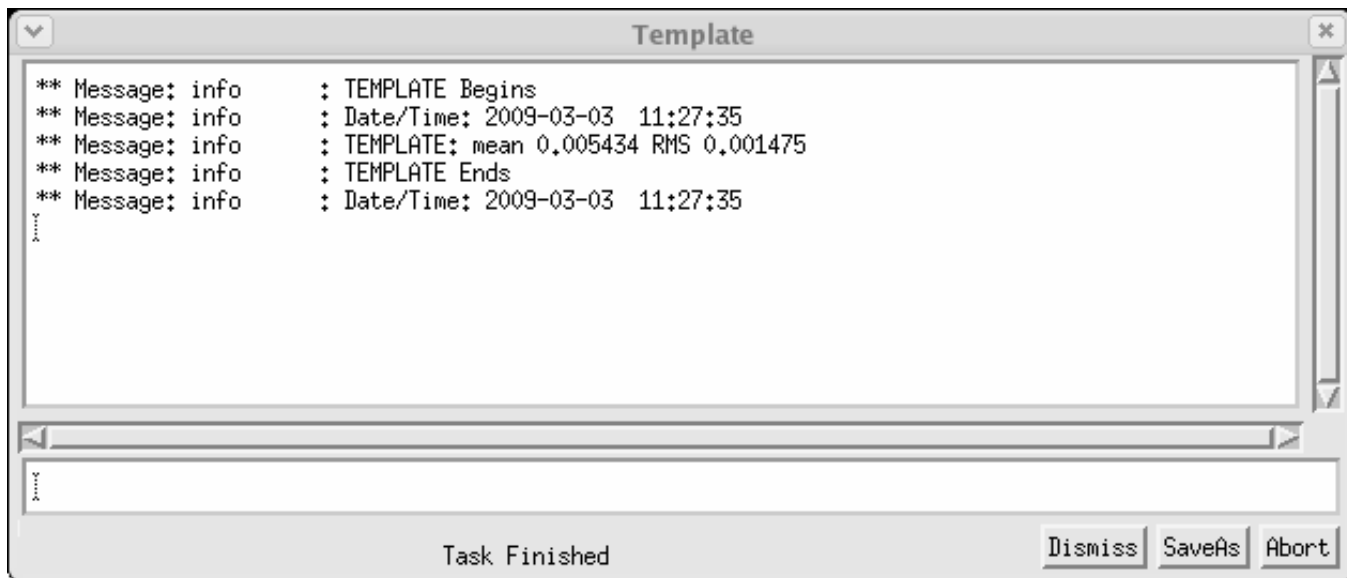 Template
** Message: info      : TEMPLATE Begins
** Message: info      : Date/Time: 2009-03-03  11:27:35
** Message: info      : TEMPLATE: mean 0.005434 RMS 0.001475
** Message: info      : TEMPLATE Ends
** Message: info      : Date/Time: 2009-03-03  11:27:35
Task Finished
Dismiss SaveAs Abort